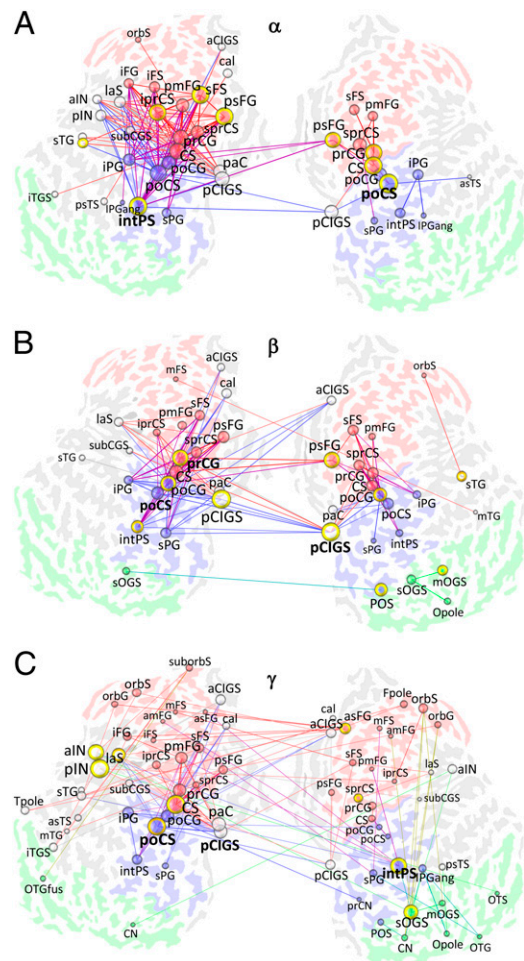 A
α
orbS
aCIGS
cal
iFG
iFS
pmFG
sFS
laS
iprCS
psFG
aIN
pIN
sTG
subCGS
sprCS
prCG
CS
poCG
paC
iPG
poCS
pCIGS
iTGS
psTS
IPGang
intPS
sPG
sFS
pmFG
psFG
sprCS
prCG
CS
poCG
iPG
poCS
asTS
pCIGS
intPS
IPGang
sPG
B
β
mFS
aCIGS
cal
sFS
pmFG
laS
iprCS
psFG
sprCS
subCGS
prCG
sTG
CS
iPG
poCG
poCS
paC
pCIGS
intPS
sPG
sOGS
orbS
aCIGS
sFS
pmFG
psFG
sprCS
prCG
CS
poCG
sTG
iPG
paC
poCS
mTG
pCIGS
sPG
intPS
mOGS
sOGS
POS
Opole
C
γ
suborbS
orbS
orbG
mFS
aCIGS
amFG
asFG
iFG
iFS
cal
sFS
aIN
laS
pmFG
pIN
iprCS
psFG
subCGS
sprCS
Tpole
sTG
prCG
CS
asTS
iPG
poCG
paC
mTG
poCS
pCIGS
iTGS
intPS
sPG
OTGfus
CN
Fpole
cal
orbS
aCIGS
asFG
mFS
orbG
amFG
sFS
laS
aIN
iprCS
psFG
sprCS
subCGS
prCG
CS
poCG
poCS
pCIGS
intPS
psTS
sPG
IPGang
prCN
OTS
mOGS
sOGS
POS
CN
Opole
OTG